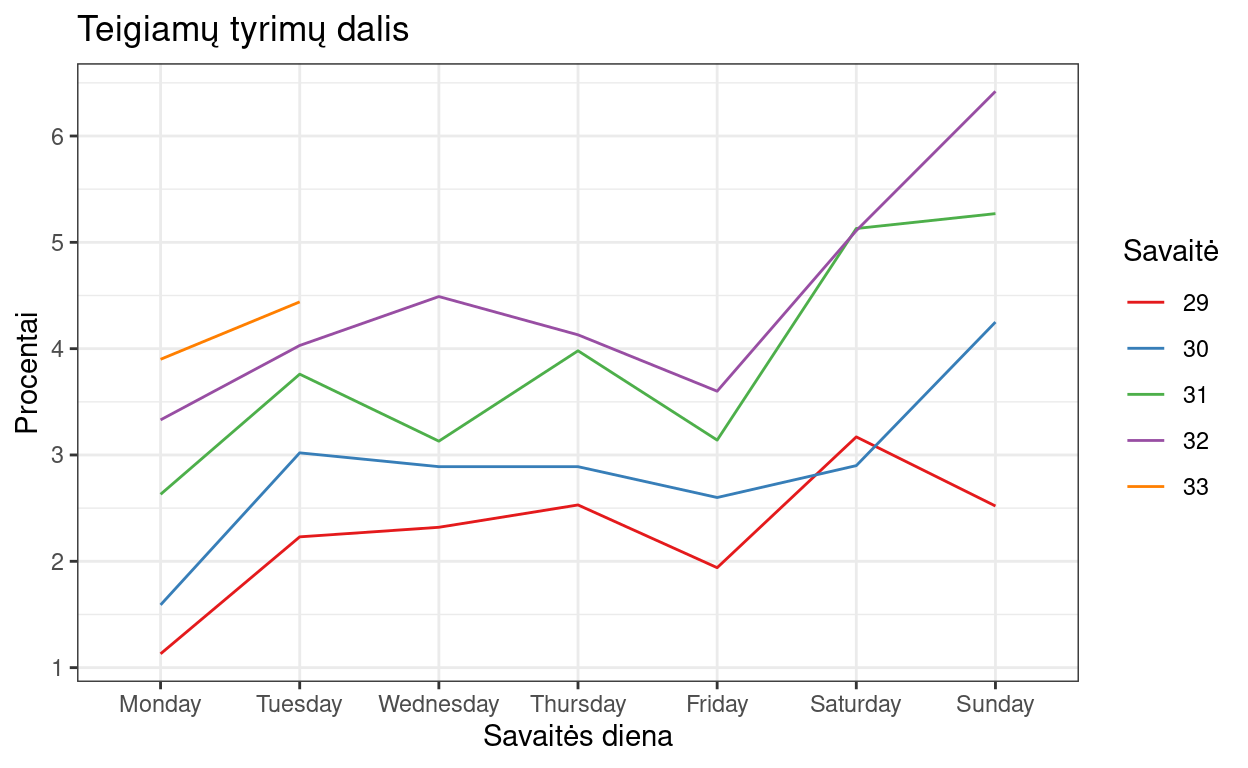 Teigiamų tyrimų dalis
Procentai
6
5
4
3
2
1
Monday Tuesday Wednesday Thursday Friday Saturday Sunday
Savaitės diena
Savaitė
29
30
31
32
33